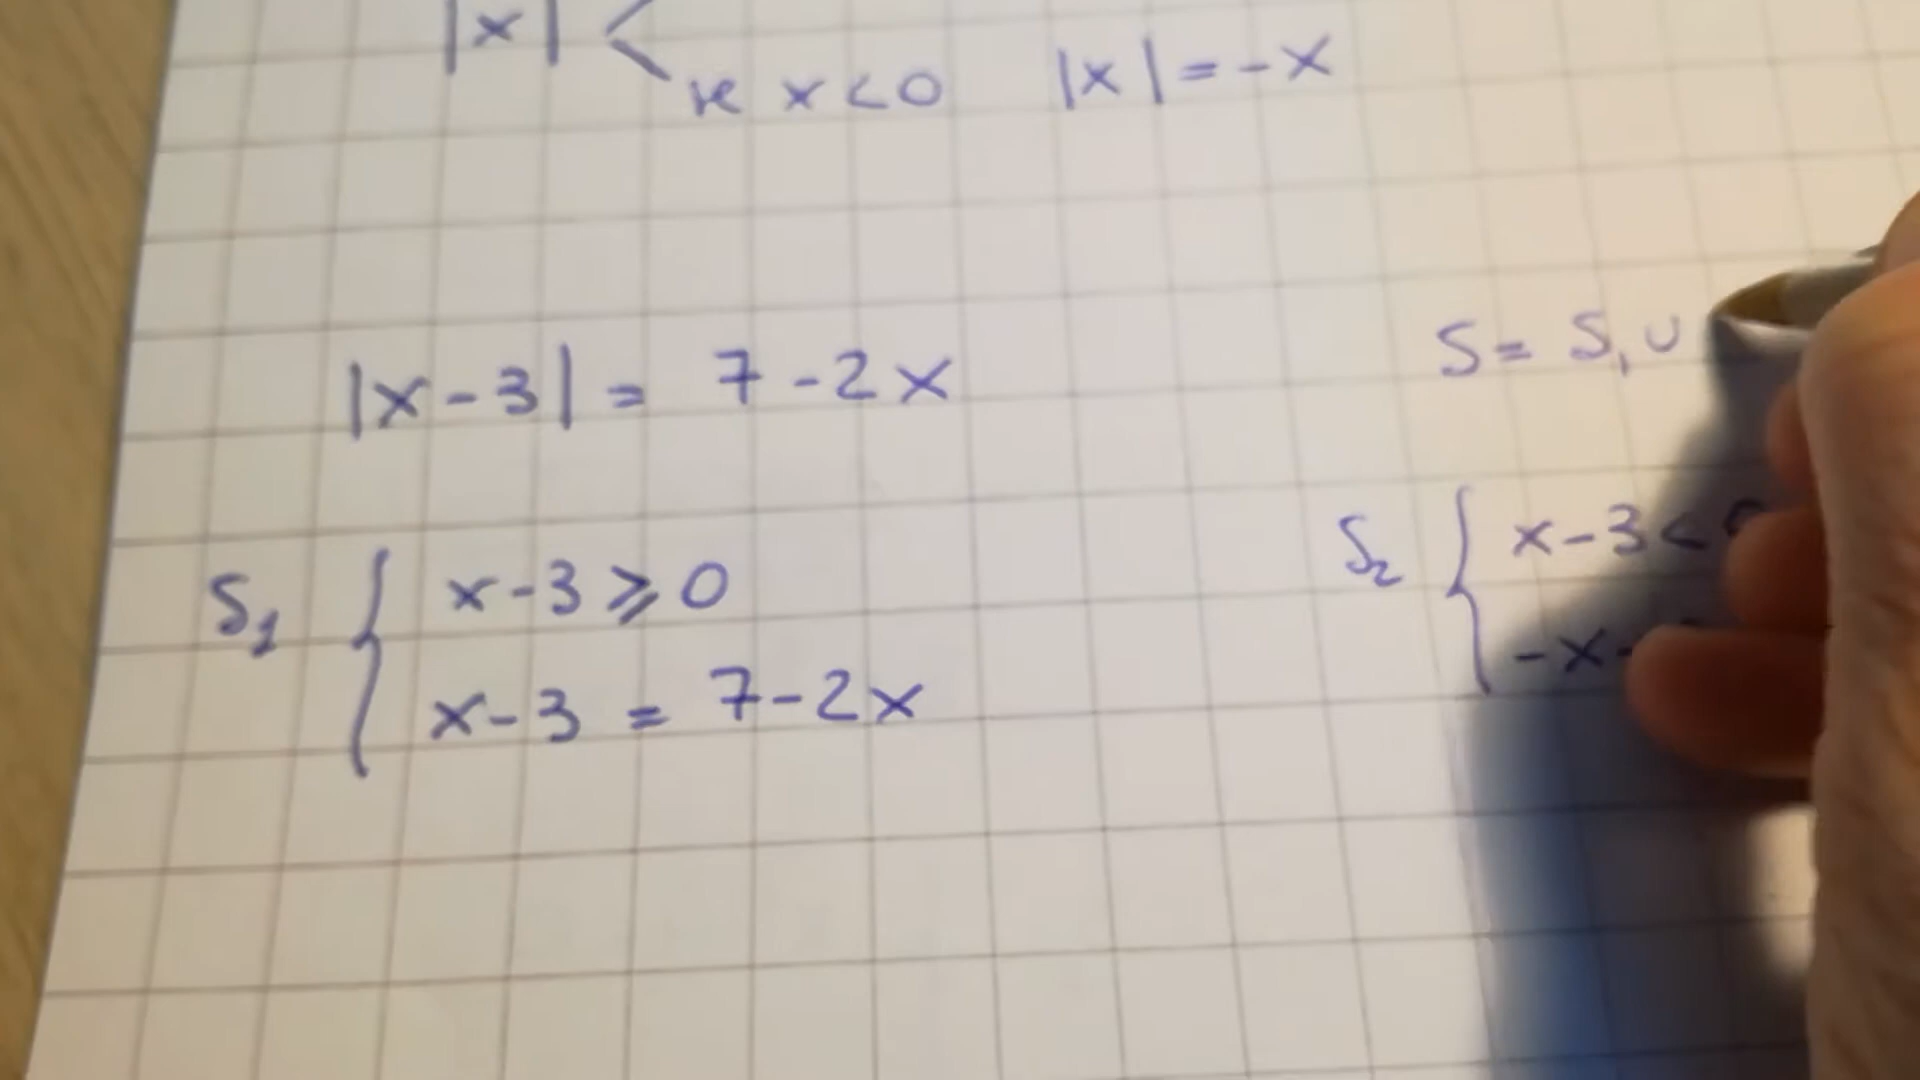 |x| <
se x < 0 |x| = -x
|x-3| = 7-2x
S = S₁ ∪
S₁ { x-3 ⩾ 0
x-3 = 7-2x
S₂ { x-3 <
-x-